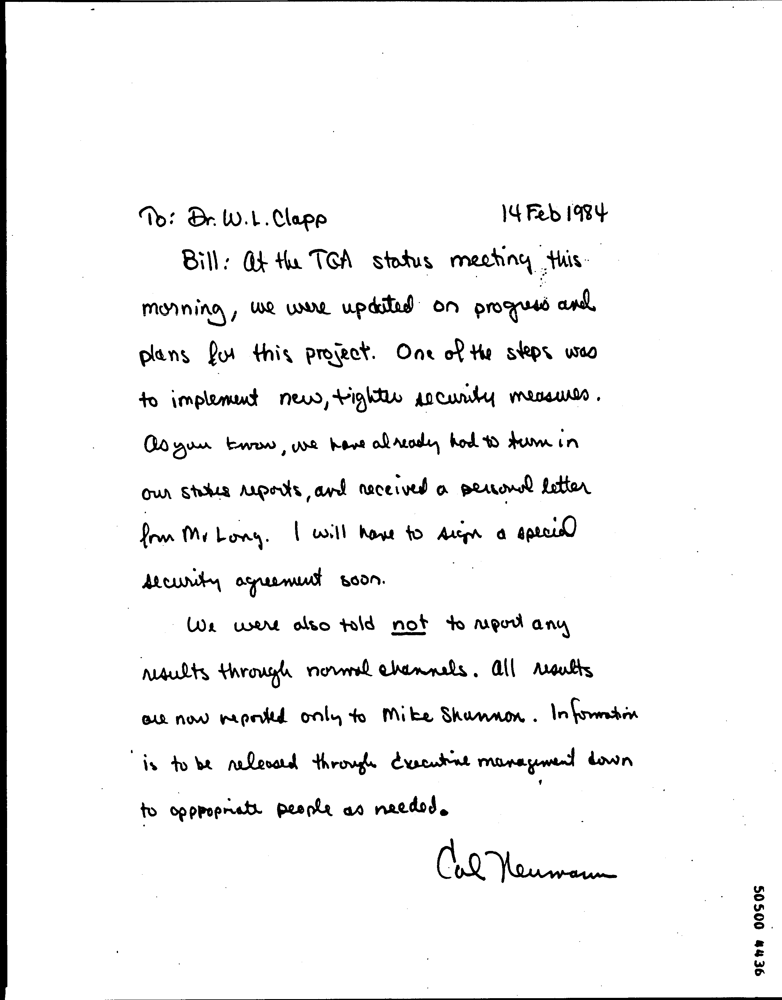 To: Dr. W.L. Clapp 14 Feb 1984
Bill: At the TGA status meeting this
morning, we were updated on progress and
plans for this project. One of the steps was
to implement new, tighter security measures.
As you know, we have already had to turn in
our status reports, and received a personal letter
from Mr Long. I will have to sign a special
security agreement soon.
We were also told not to report any
results through normal channels. All results
are now reported only to Mike Shannon. Information
is to be released through executive management down
to opppopriate people as needed.
Cal Neumann
50500 4436